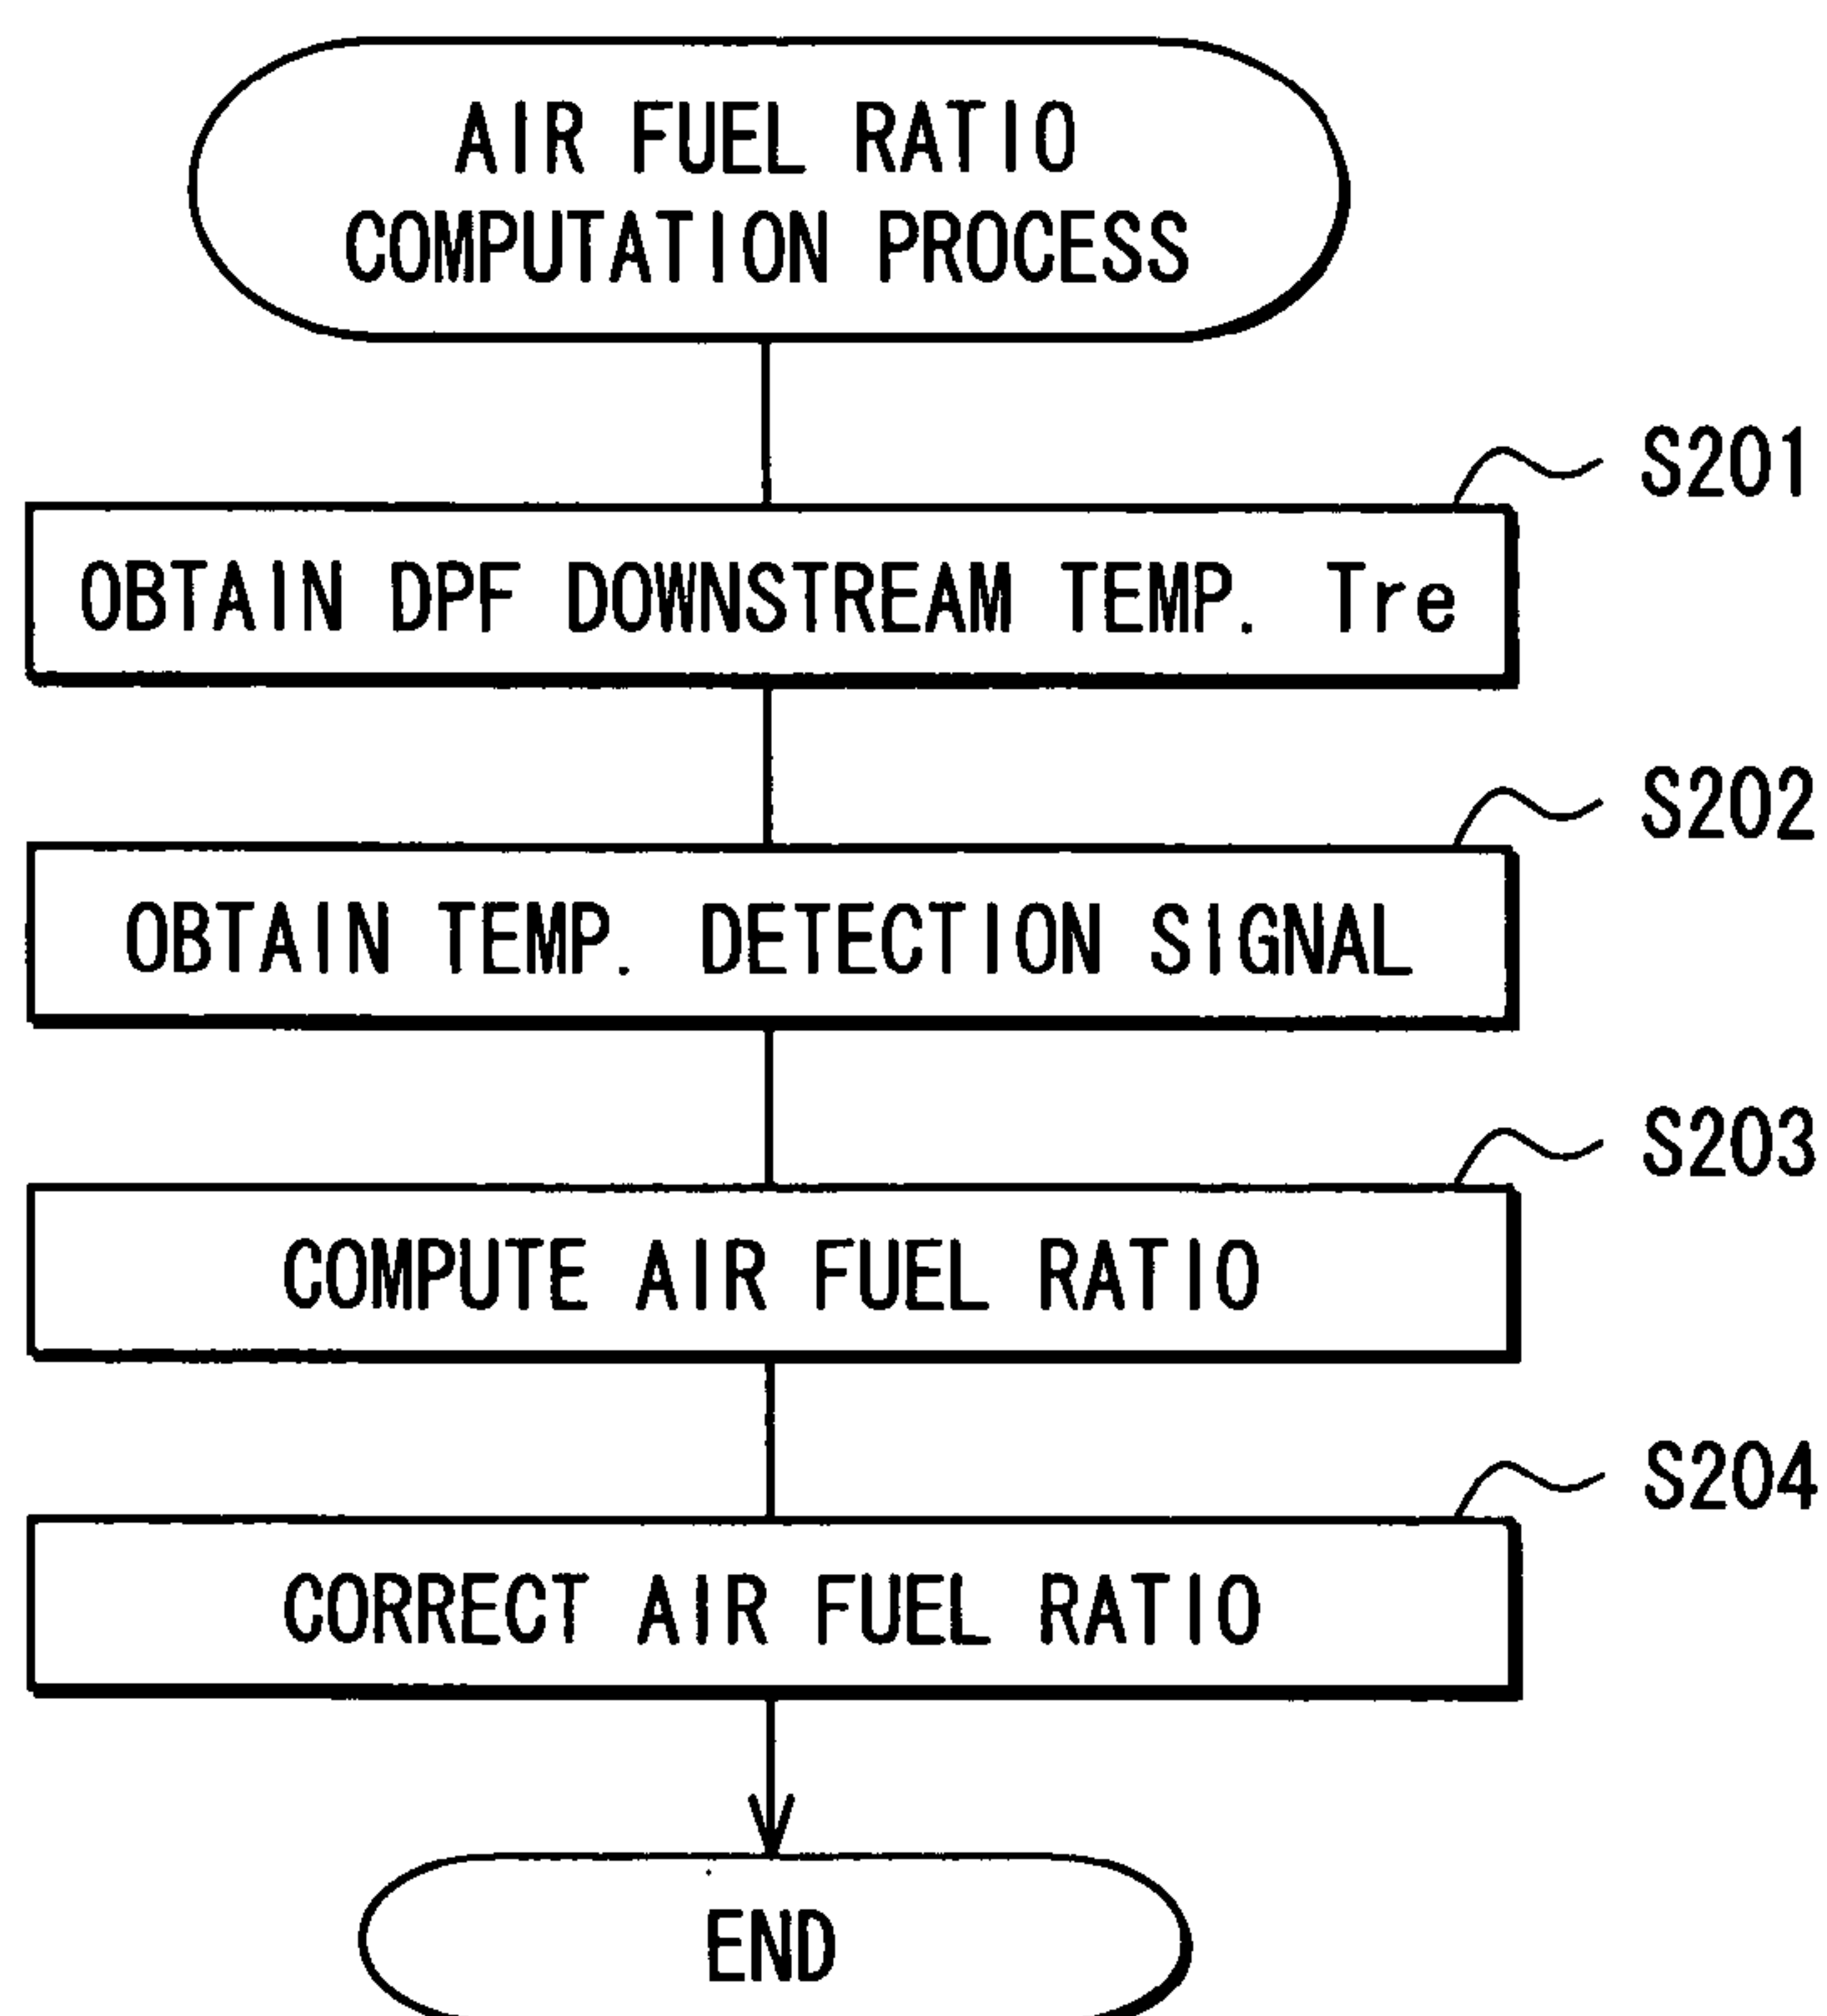 AIR FUEL RATIO
COMPUTATION PROCESS
S201
OBTAIN DPF DOWNSTREAM TEMP. Tre
S202
OBTAIN TEMP. DETECTION SIGNAL
S203
COMPUTE AIR FUEL RATIO
S204
CORRECT AIR FUEL RATIO
END